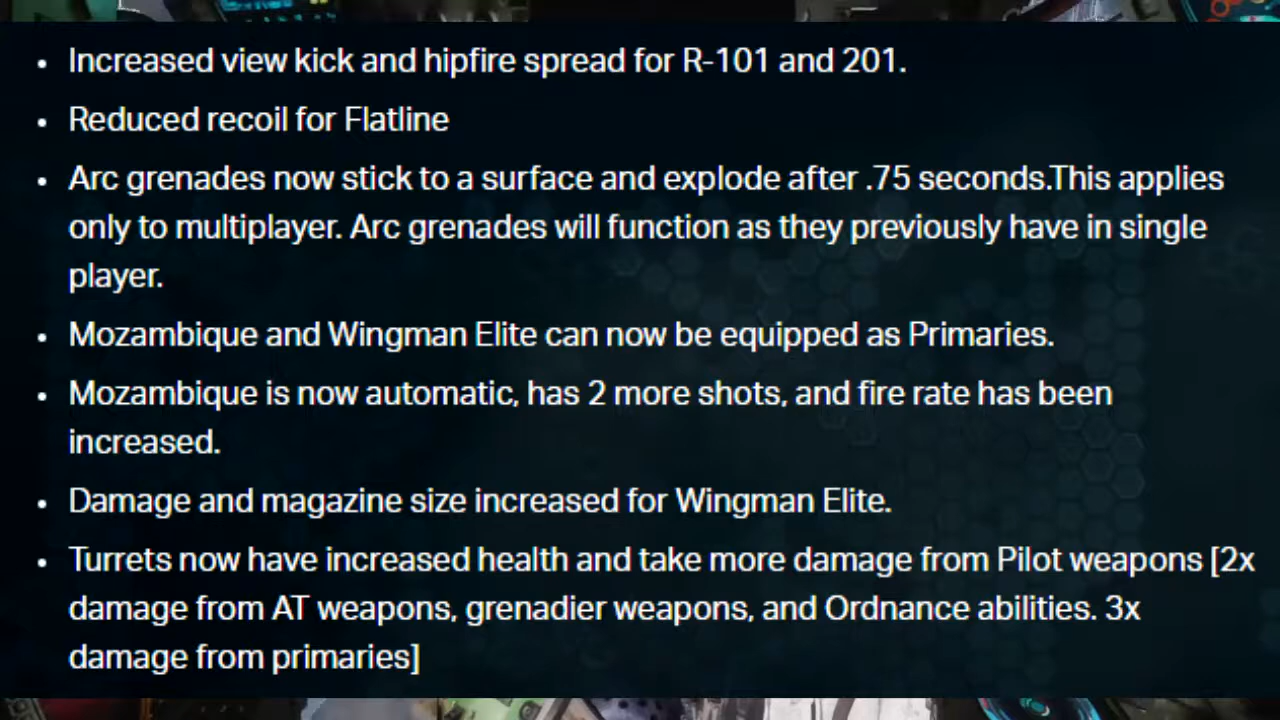 • Increased view kick and hipfire spread for R-101 and 201.
• Reduced recoil for Flatline
• Arc grenades now stick to a surface and explode after .75 seconds.This applies
only to multiplayer. Arc grenades will function as they previously have in single
player.
• Mozambique and Wingman Elite can now be equipped as Primaries.
• Mozambique is now automatic, has 2 more shots, and fire rate has been
increased.
• Damage and magazine size increased for Wingman Elite.
• Turrets now have increased health and take more damage from Pilot weapons [2x
damage from AT weapons, grenadier weapons, and Ordnance abilities. 3x
damage from primaries]